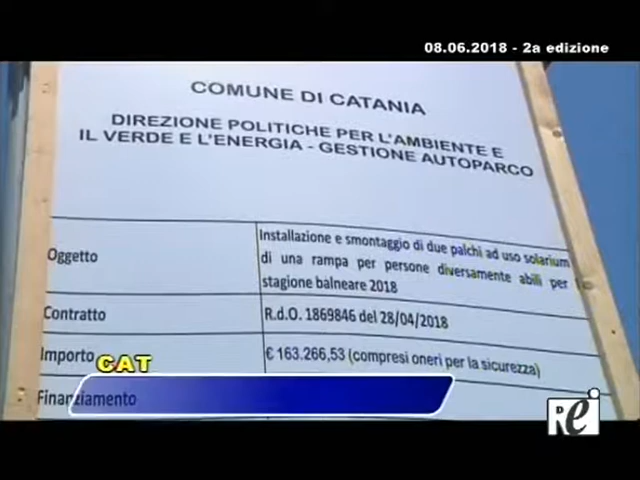 08.06.2018 - 2a edizione
COMUNE DI CATANIA
DIREZIONE POLITICHE PER L'AMBIENTE E
IL VERDE E L'ENERGIA - GESTIONE AUTOPARCO
Oggetto
Installazione e smontaggio di due palchi ad uso solarium
di una rampa per persone diversamente abili per
stagione balneare 2018
Contratto
R.d.O. 1869846 del 28/04/2018
Importo
€ 163.266,53 (compresi oneri per la sicurezza)
CAT
Finanziamento
Rei